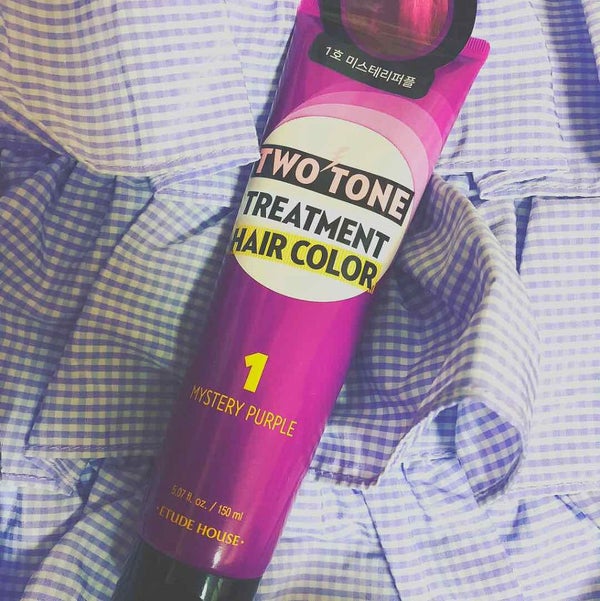 1호 미스테리퍼플
TWO TONE
TREATMENT
HAIR COLOR
1
MYSTERY PURPLE
5.07 fl. oz. / 150 ml
·ETUDE HOUSE·